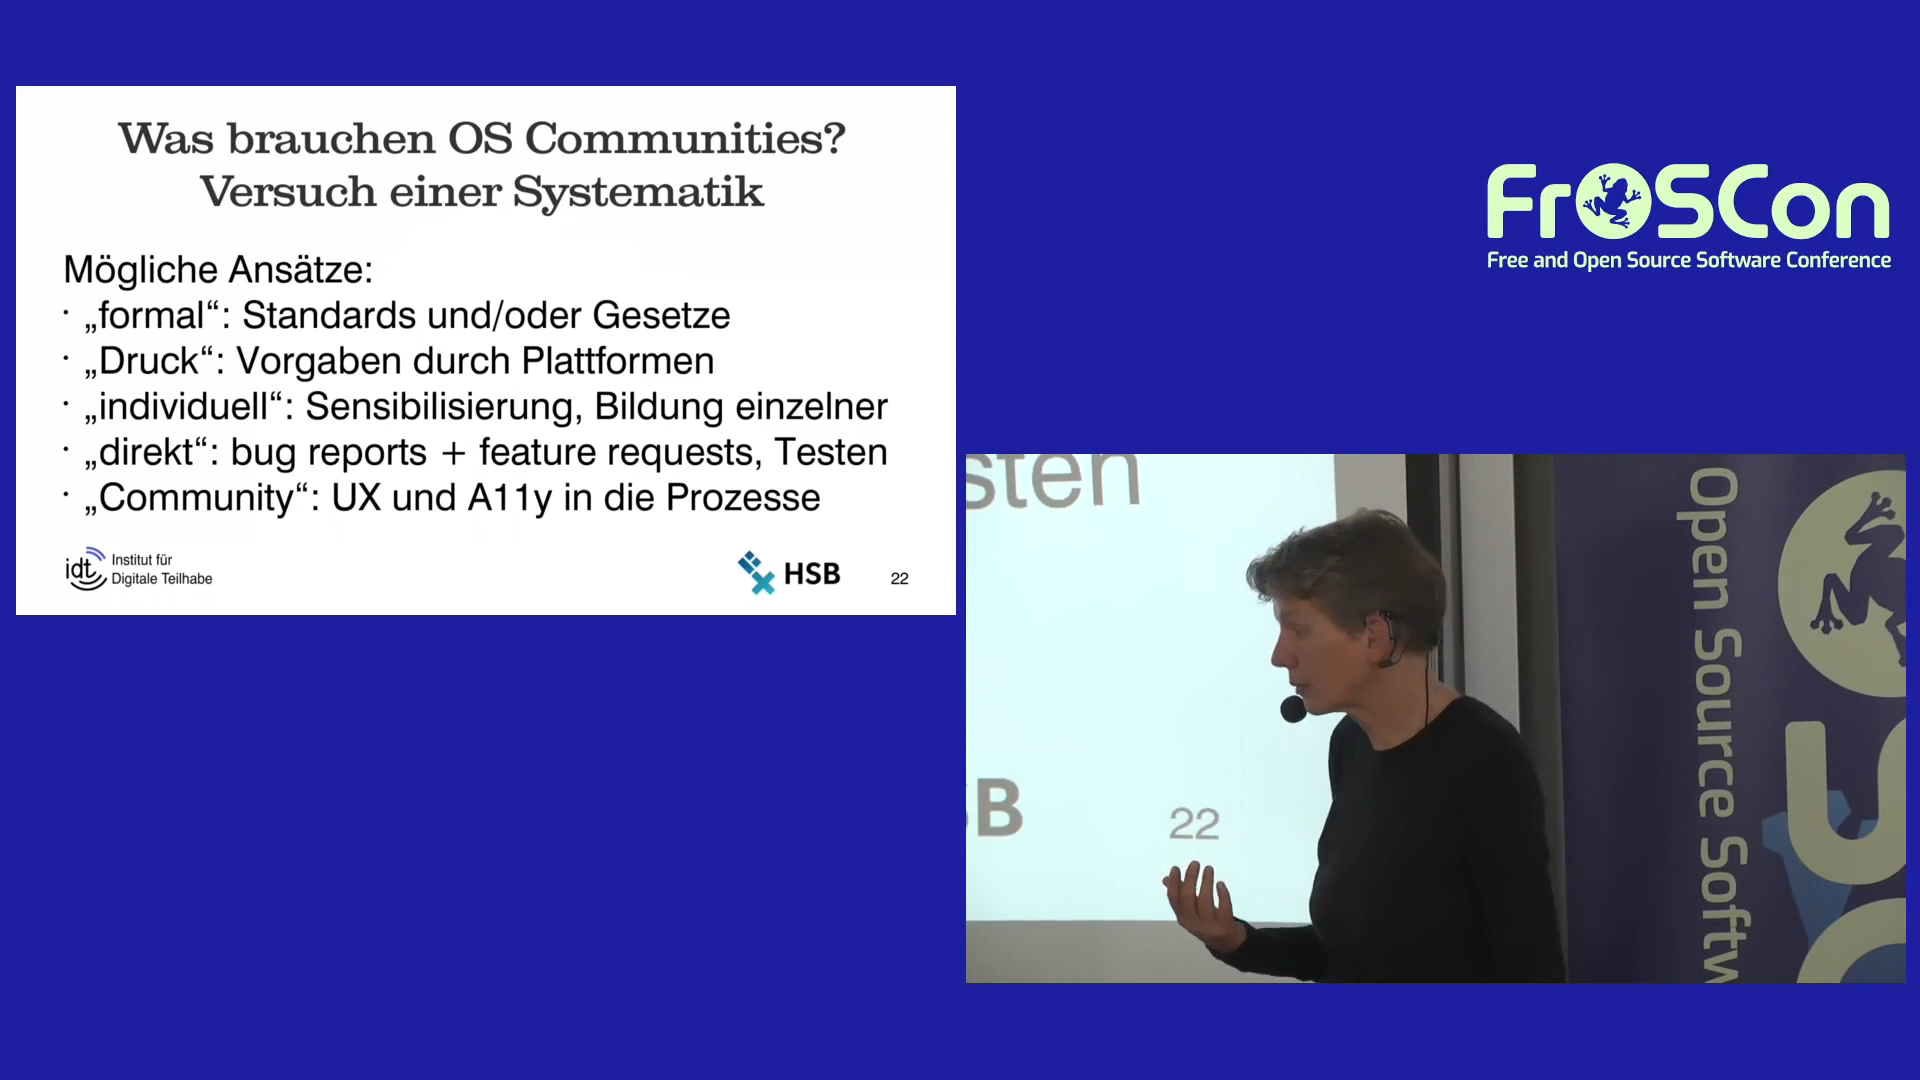 Was brauchen OS Communities?
Versuch einer Systematik
Mögliche Ansätze:
· „formal“: Standards und/oder Gesetze
· „Druck“: Vorgaben durch Plattformen
· „individuell“: Sensibilisierung, Bildung einzelner
· „direkt“: bug reports + feature requests, Testen
· „Community“: UX und A11y in die Prozesse
idt Institut für
Digitale Teilhabe
HSB
22
FrOSCon
Free and Open Source Software Conference
sten
SB
22
Open Source Softw